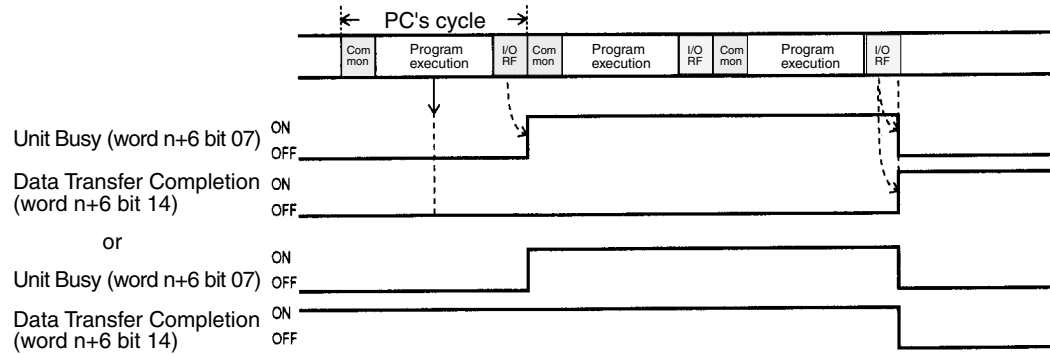 PC's cycle
Com
mon
Program
execution
I/O
RF
Com
mon
Program
execution
I/O
RF
Com
mon
Program
execution
I/O
RF
Unit Busy (word n+6 bit 07)
ON
OFF
Data Transfer Completion
(word n+6 bit 14)
ON
OFF
or
Unit Busy (word n+6 bit 07)
ON
OFF
Data Transfer Completion
(word n+6 bit 14)
ON
OFF